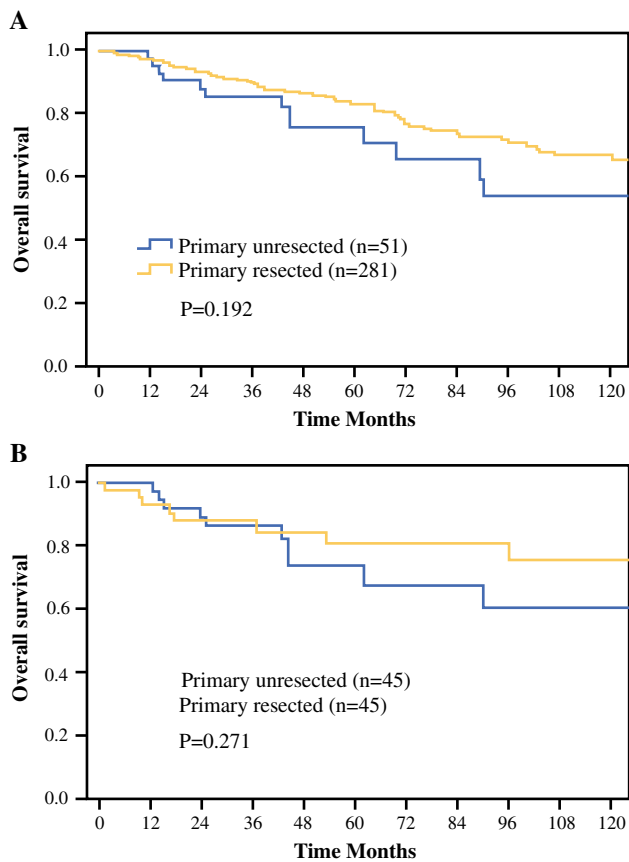 A
Overall survival
1.0
0.8
0.6
0.4
0.2
0.0
Primary unresected (n=51)
Primary resected (n=281)
P=0.192
0 12 24 36 48 60 72 84 96 108 120
Time Months
B
Overall survival
1.0
0.8
0.6
0.4
0.2
0.0
Primary unresected (n=45)
Primary resected (n=45)
P=0.271
0 12 24 36 48 60 72 84 96 108 120
Time Months